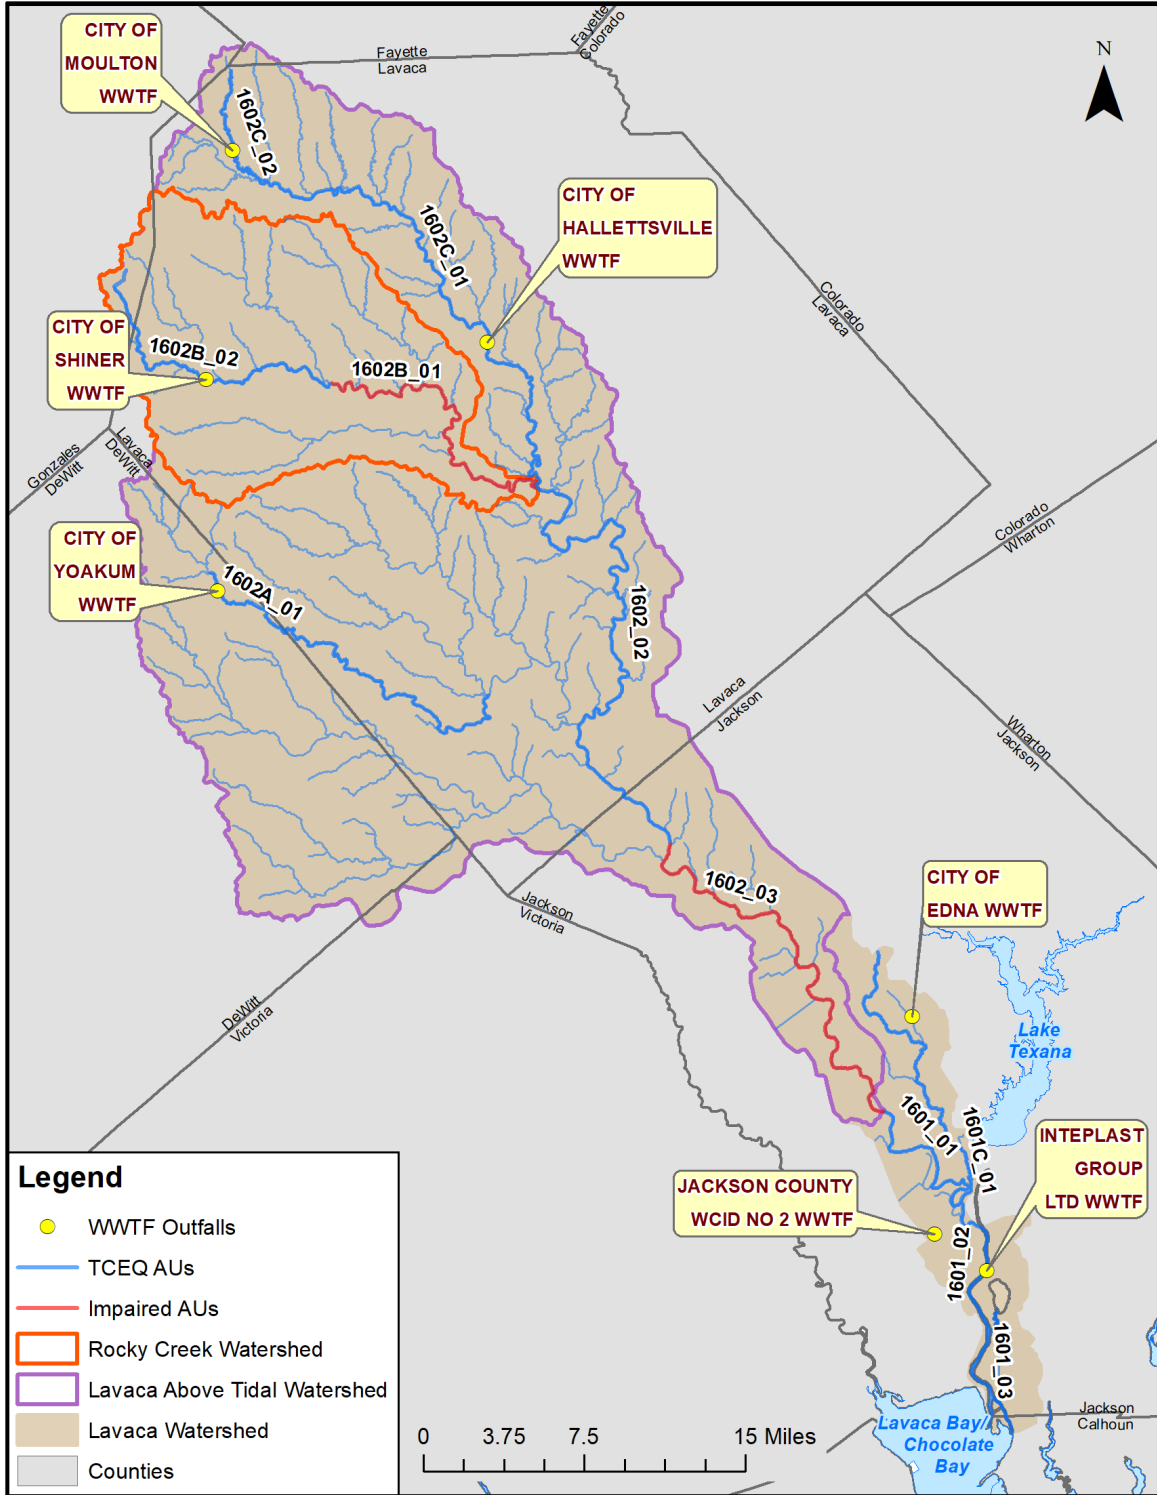 CITY OF
MOULTON
WWTF
Fayette
Lavaca
Fayette
Colorado
N
1602C_02
CITY OF
HALLETTSVILLE
WWTF
1602C_01
Colorado
Lavaca
CITY OF
SHINER
WWTF
1602B_02
1602B_01
Gonzales
DeWitt
Lavaca
DeWitt
Colorado
Wharton
CITY OF
YOAKUM
WWTF
1602A_01
1602_02
Lavaca
Jackson
Wharton
Jackson
1602_03
CITY OF
EDNA WWTF
Jackson
Victoria
DeWitt
Victoria
Lake
Texana
1601_01
1601C_01
INTEPLAST
GROUP
LTD WWTF
JACKSON COUNTY
WCID NO 2 WWTF
1601_02
1601_03
Jackson
Calhoun
Lavaca Bay/
Chocolate
Bay
Legend
WWTF Outfalls
TCEQ AUs
Impaired AUs
Rocky Creek Watershed
Lavaca Above Tidal Watershed
Lavaca Watershed
Counties
0 3.75 7.5 15 Miles